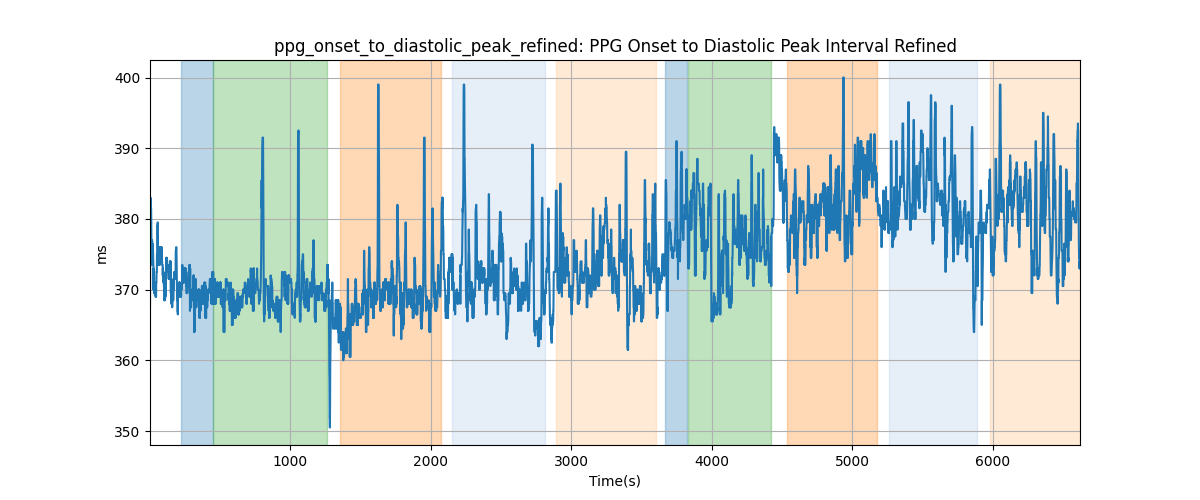 ppg_onset_to_diastolic_peak_refined: PPG Onset to Diastolic Peak Interval Refined
400
390
380
370
360
350
ms
1000 2000 3000 4000 5000 6000
Time(s)